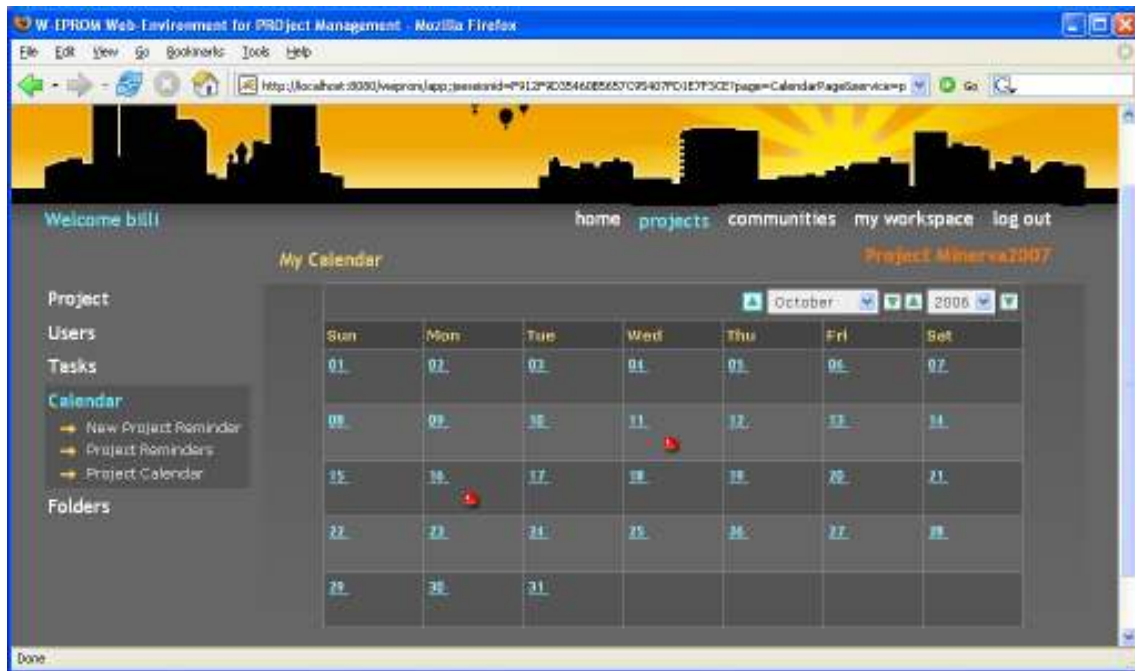 W-EPROM Web-Environment for PROject Management - Mozilla Firefox
File Edit View Go Bookmarks Tools Help
Go
Welcome billi
home projects communities my workspace log out
My Calendar
Project Minerva2007
Project
Users
Tasks
Calendar
New Project Reminder
Project Reminders
Project Calendar
Folders
October 2006
Sun Mon Tue Wed Thu Fri Sat
01 02 03 04 05 06 07
08 09 10 11 12 13 14
15 16 17 18 19 20 21
22 23 24 25 26 27 28
29 30 31
Done